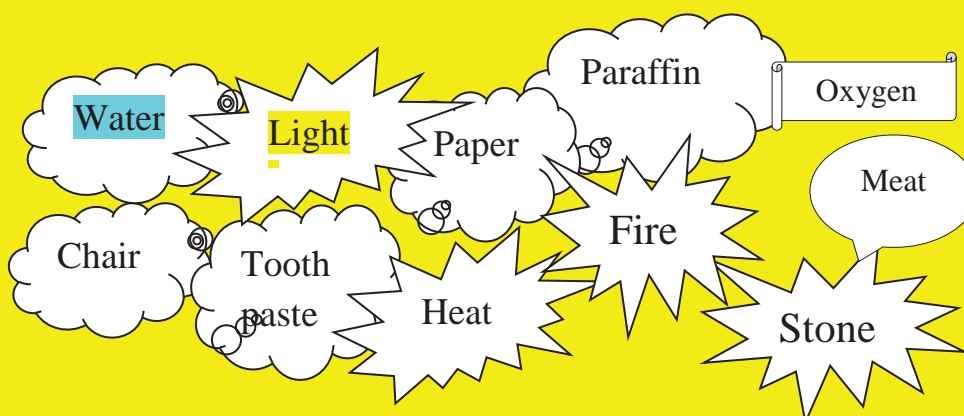 Paraffin
Oxygen
Water
Light
Paper
Meat
Fire
Chair
Tooth
paste
Heat
Stone